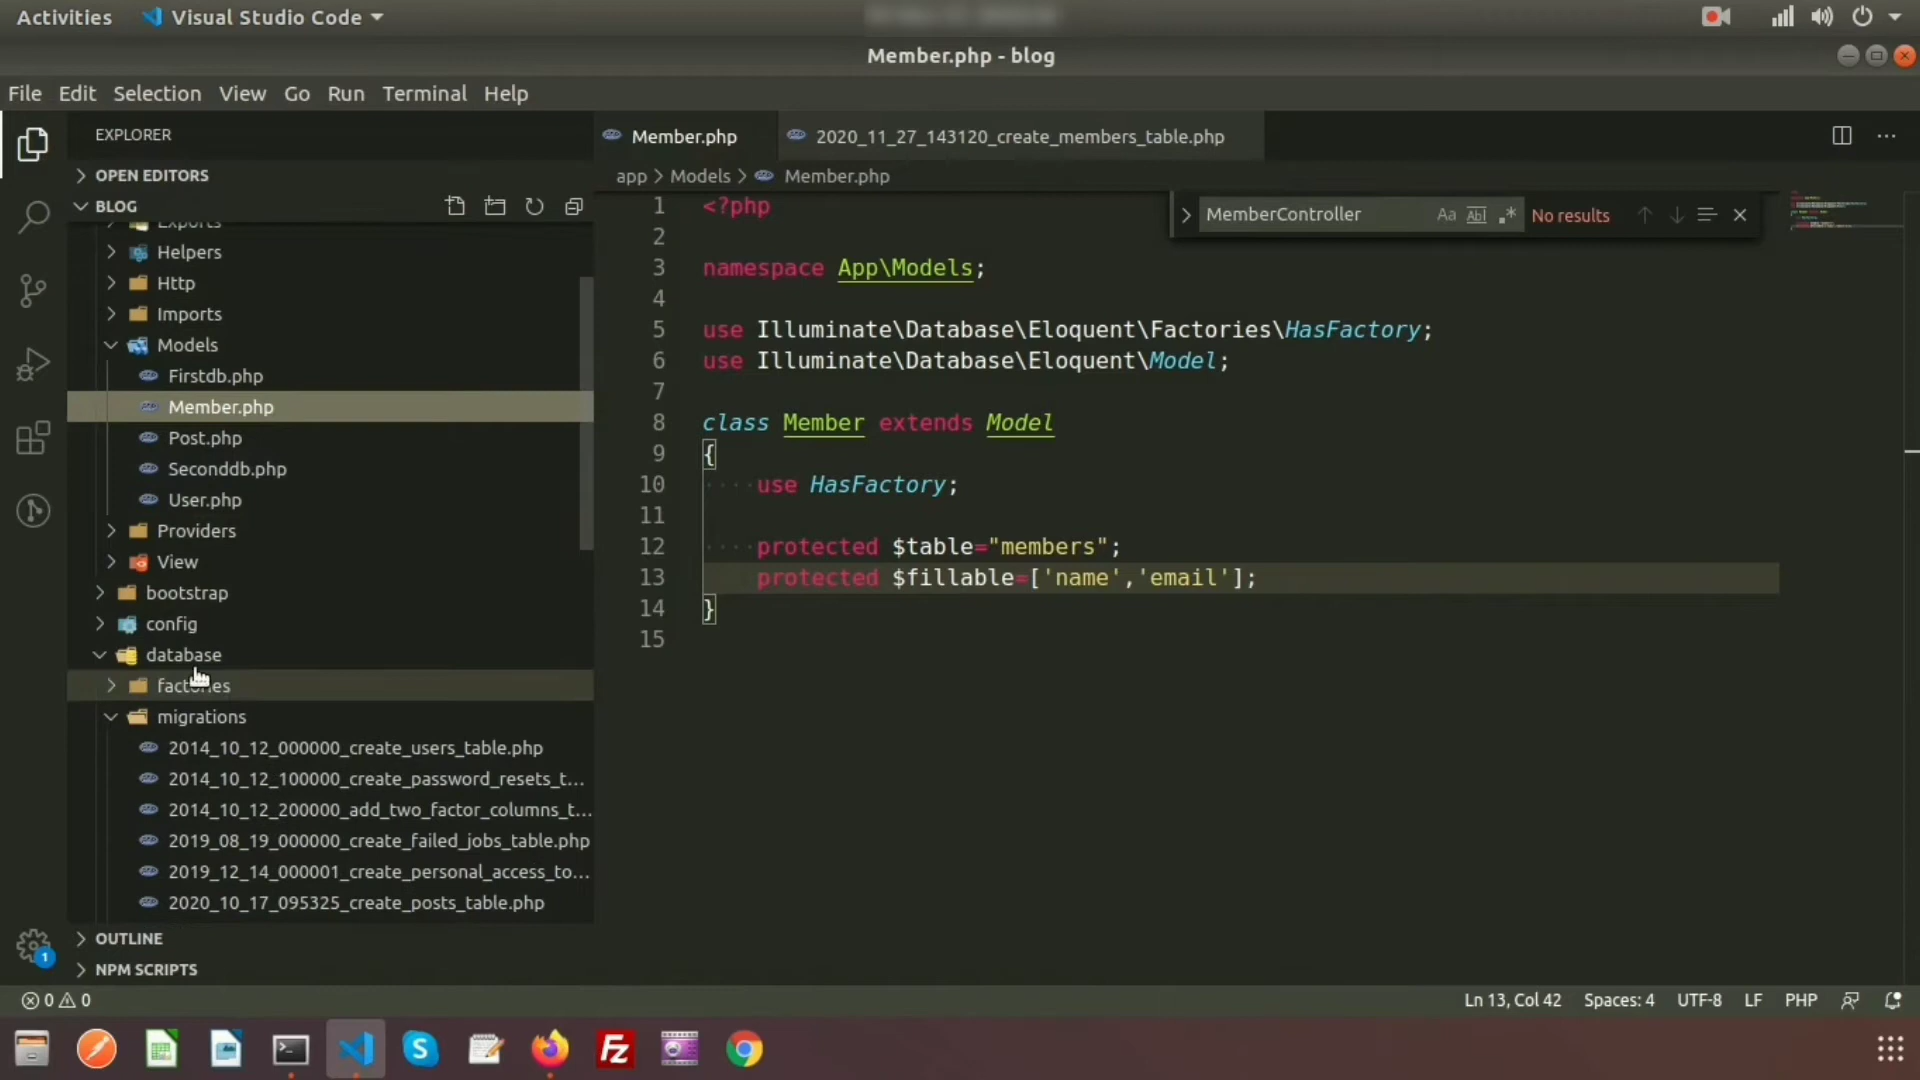 Activities Visual Studio Code
Member.php - blog
File Edit Selection View Go Run Terminal Help
EXPLORER
Member.php 2020_11_27_143120_create_members_table.php
OPEN EDITORS
app > Models > Member.php
BLOG
Exports
Helpers
Http
Imports
Models
Firstdb.php
Member.php
Post.php
Seconddb.php
User.php
Providers
View
bootstrap
config
database
factories
migrations
2014_10_12_000000_create_users_table.php
2014_10_12_100000_create_password_resets_t...
2014_10_12_200000_add_two_factor_columns_t...
2019_08_19_000000_create_failed_jobs_table.php
2019_12_14_000001_create_personal_access_to...
2020_10_17_095325_create_posts_table.php
OUTLINE
NPM SCRIPTS
MemberController Aa Abl .* No results
1 <?php
2
3 namespace App\Models;
4
5 use Illuminate\Database\Eloquent\Factories\HasFactory;
6 use Illuminate\Database\Eloquent\Model;
7
8 class Member extends Model
9 {
10 ····use HasFactory;
11
12 ····protected $table="members";
13 protected $fillable=['name','email'];
14 }
15
1
0 0 Ln 13, Col 42 Spaces: 4 UTF-8 LF PHP
S
Fz